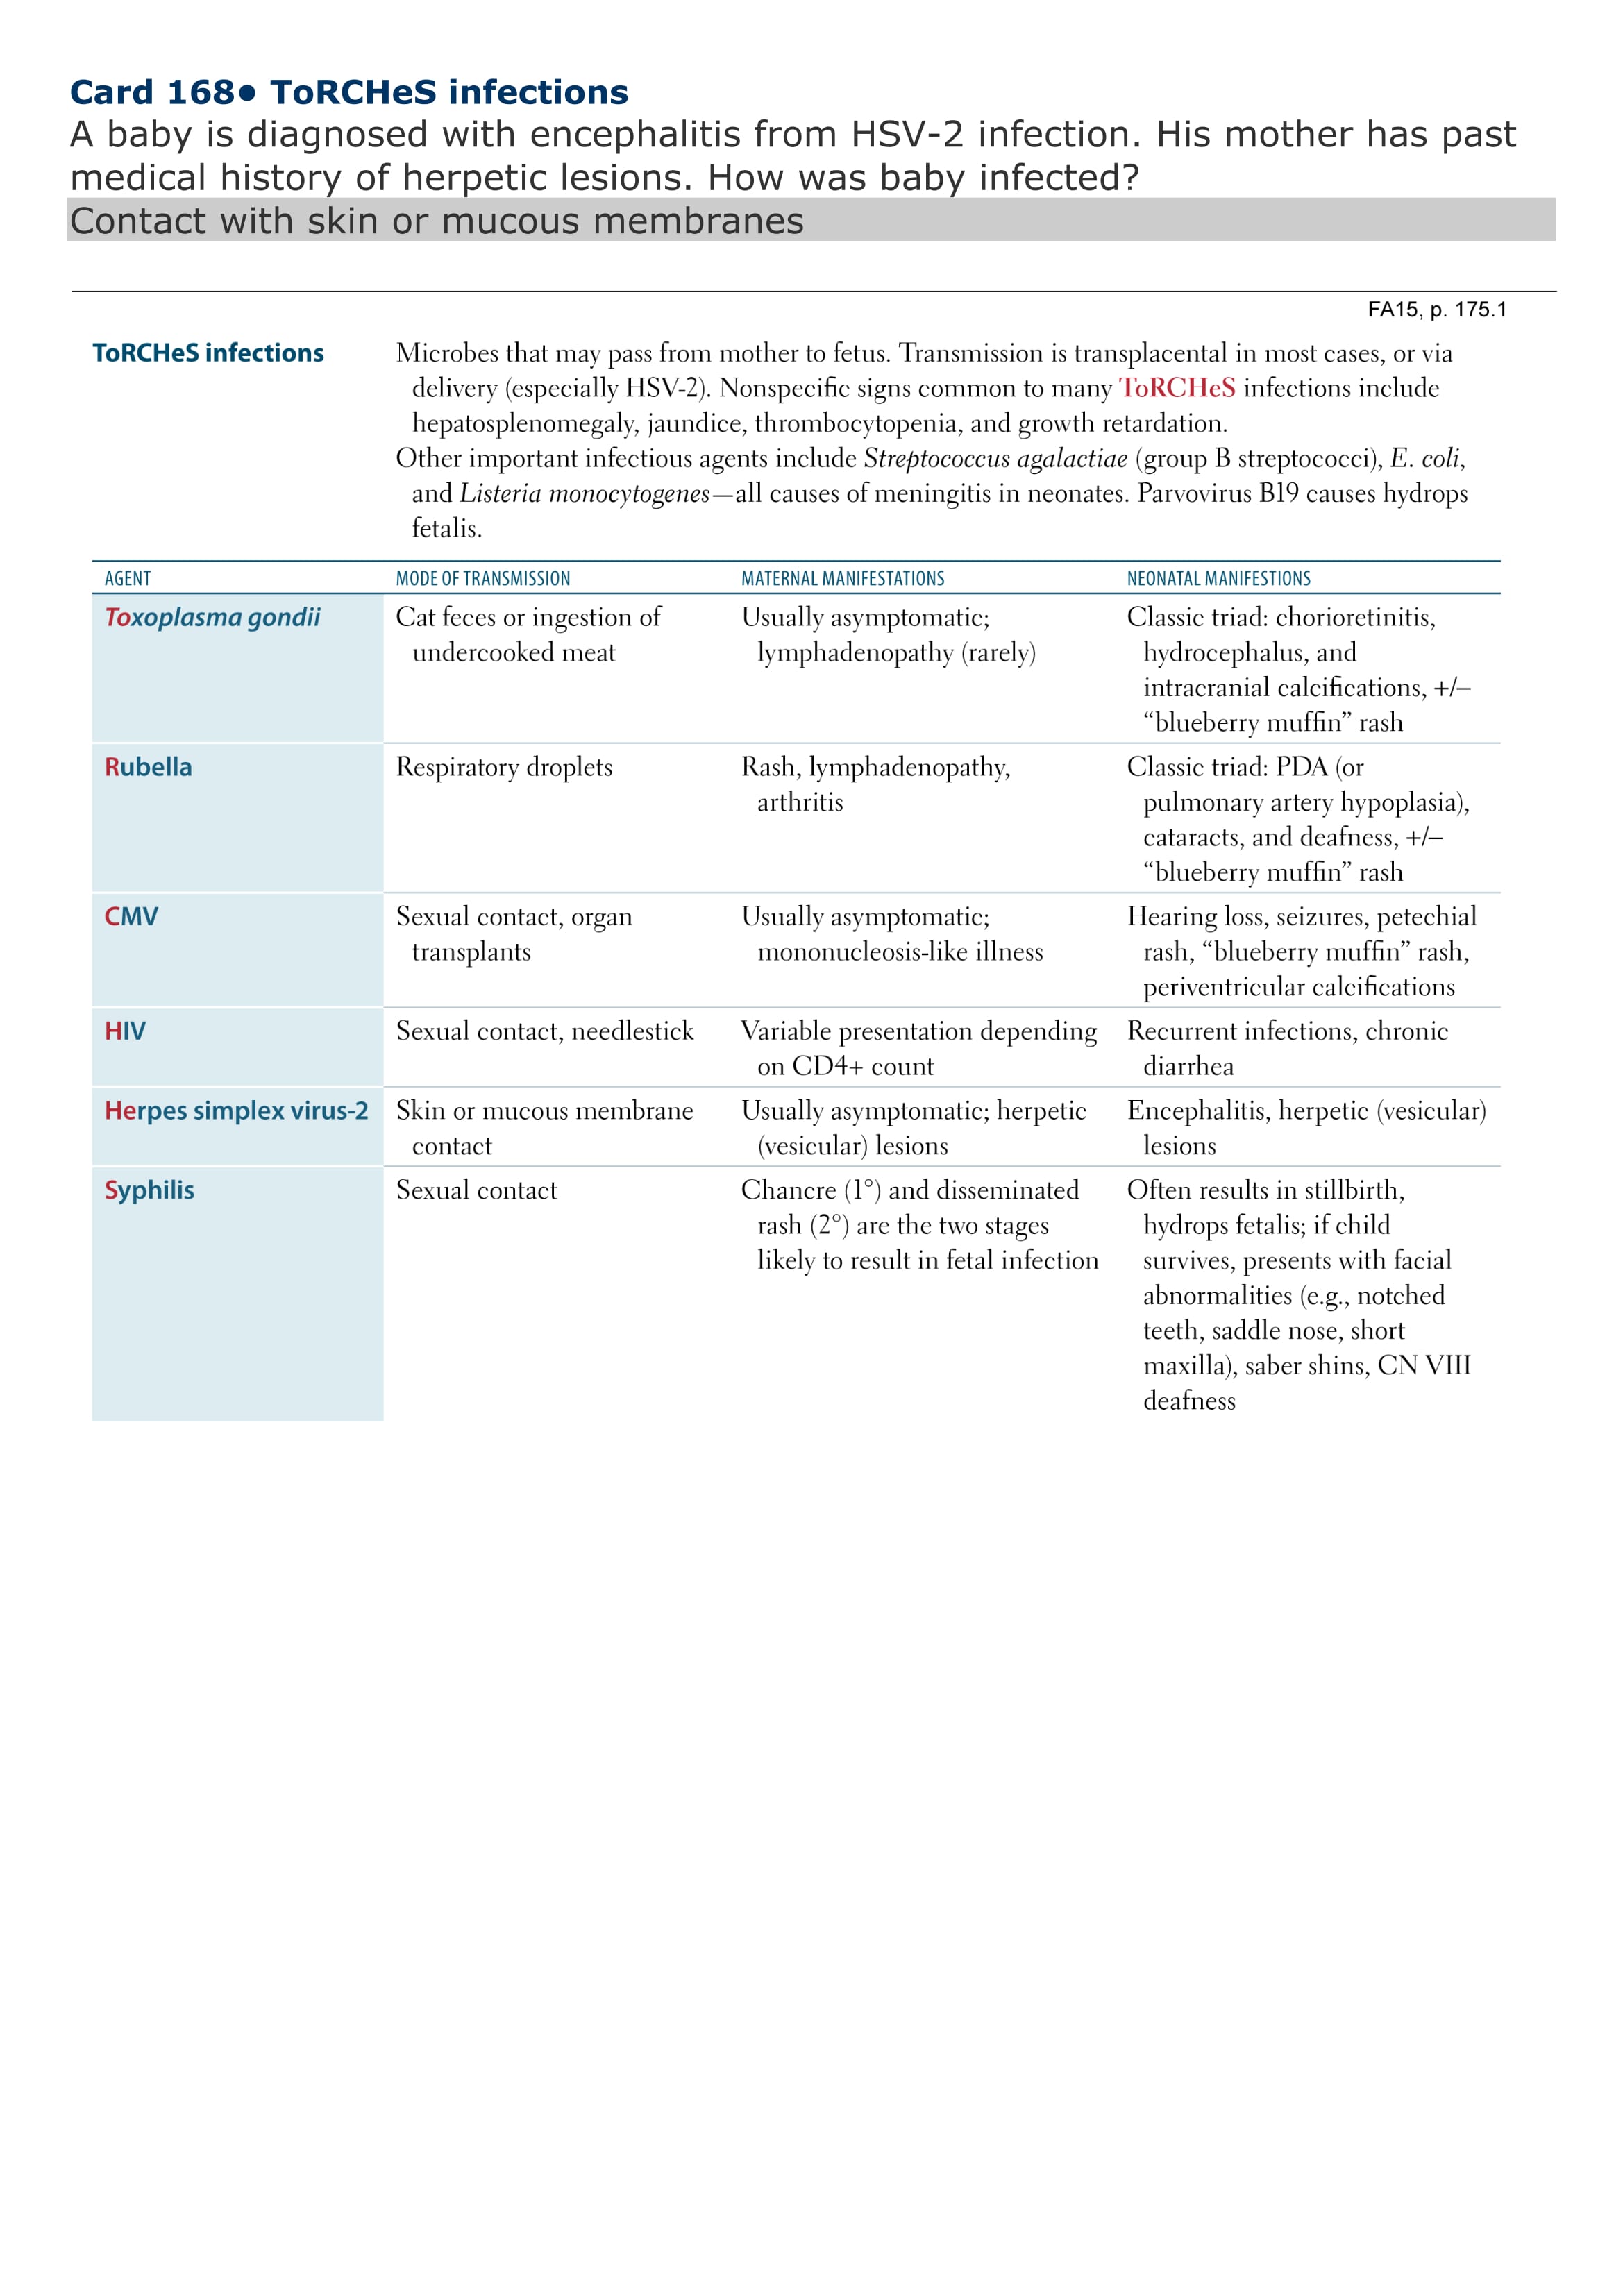 Card 168• ToRCHeS infections
A baby is diagnosed with encephalitis from HSV-2 infection. His mother has past
medical history of herpetic lesions. How was baby infected?
Contact with skin or mucous membranes
FA15, p. 175.1
ToRCHeS infections
Microbes that may pass from mother to fetus. Transmission is transplacental in most cases, or via
delivery (especially HSV-2). Nonspecific signs common to many ToRCHeS infections include
hepatosplenomegaly, jaundice, thrombocytopenia, and growth retardation.
Other important infectious agents include Streptococcus agalactiae (group B streptococci), E. coli,
and Listeria monocytogenes—all causes of meningitis in neonates. Parvovirus B19 causes hydrops
fetalis.
AGENT
MODE OF TRANSMISSION
MATERNAL MANIFESTATIONS
NEONATAL MANIFESTIONS
Toxoplasma gondii
Cat feces or ingestion of
undercooked meat
Usually asymptomatic;
lymphadenopathy (rarely)
Classic triad: chorioretinitis,
hydrocephalus, and
intracranial calcifications, +/–
“blueberry muffin” rash
Rubella
Respiratory droplets
Rash, lymphadenopathy,
arthritis
Classic triad: PDA (or
pulmonary artery hypoplasia),
cataracts, and deafness, +/–
“blueberry muffin” rash
CMV
Sexual contact, organ
transplants
Usually asymptomatic;
mononucleosis-like illness
Hearing loss, seizures, petechial
rash, “blueberry muffin” rash,
periventricular calcifications
HIV
Sexual contact, needlestick
Variable presentation depending
on CD4+ count
Recurrent infections, chronic
diarrhea
Herpes simplex virus-2
Skin or mucous membrane
contact
Usually asymptomatic; herpetic
(vesicular) lesions
Encephalitis, herpetic (vesicular)
lesions
Syphilis
Sexual contact
Chancre (1°) and disseminated
rash (2°) are the two stages
likely to result in fetal infection
Often results in stillbirth,
hydrops fetalis; if child
survives, presents with facial
abnormalities (e.g., notched
teeth, saddle nose, short
maxilla), saber shins, CN VIII
deafness